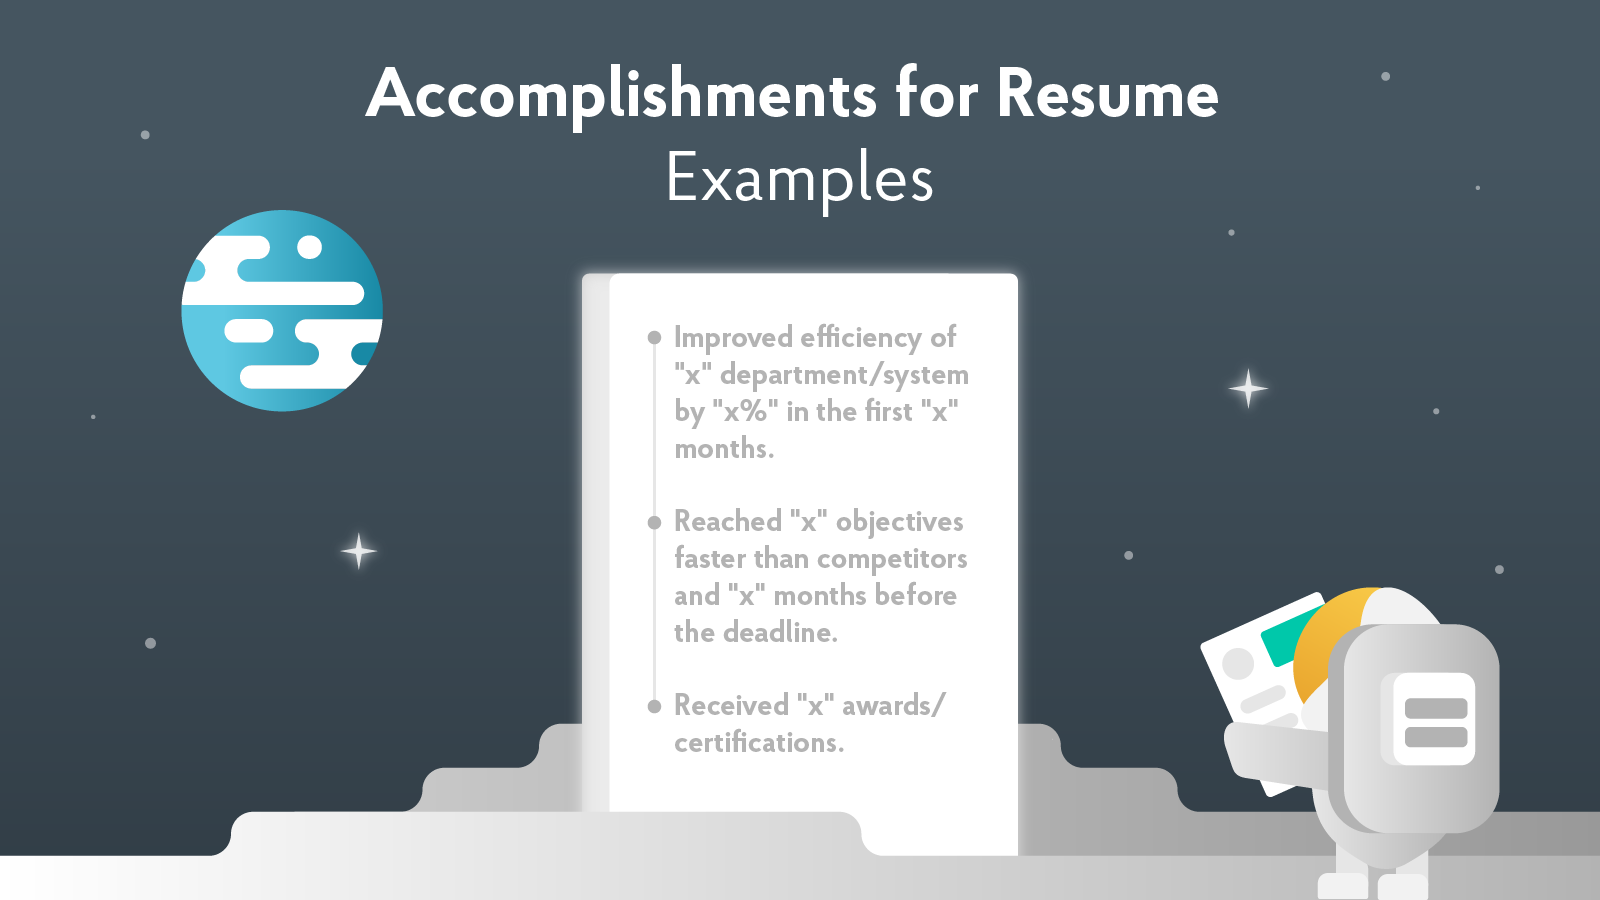 Accomplishments for Resume
Examples
Improved efficiency of
"x" department/system
by "x%" in the first "x"
months.
Reached "x" objectives
faster than competitors
and "x" months before
the deadline.
Received "x" awards/
certifications.